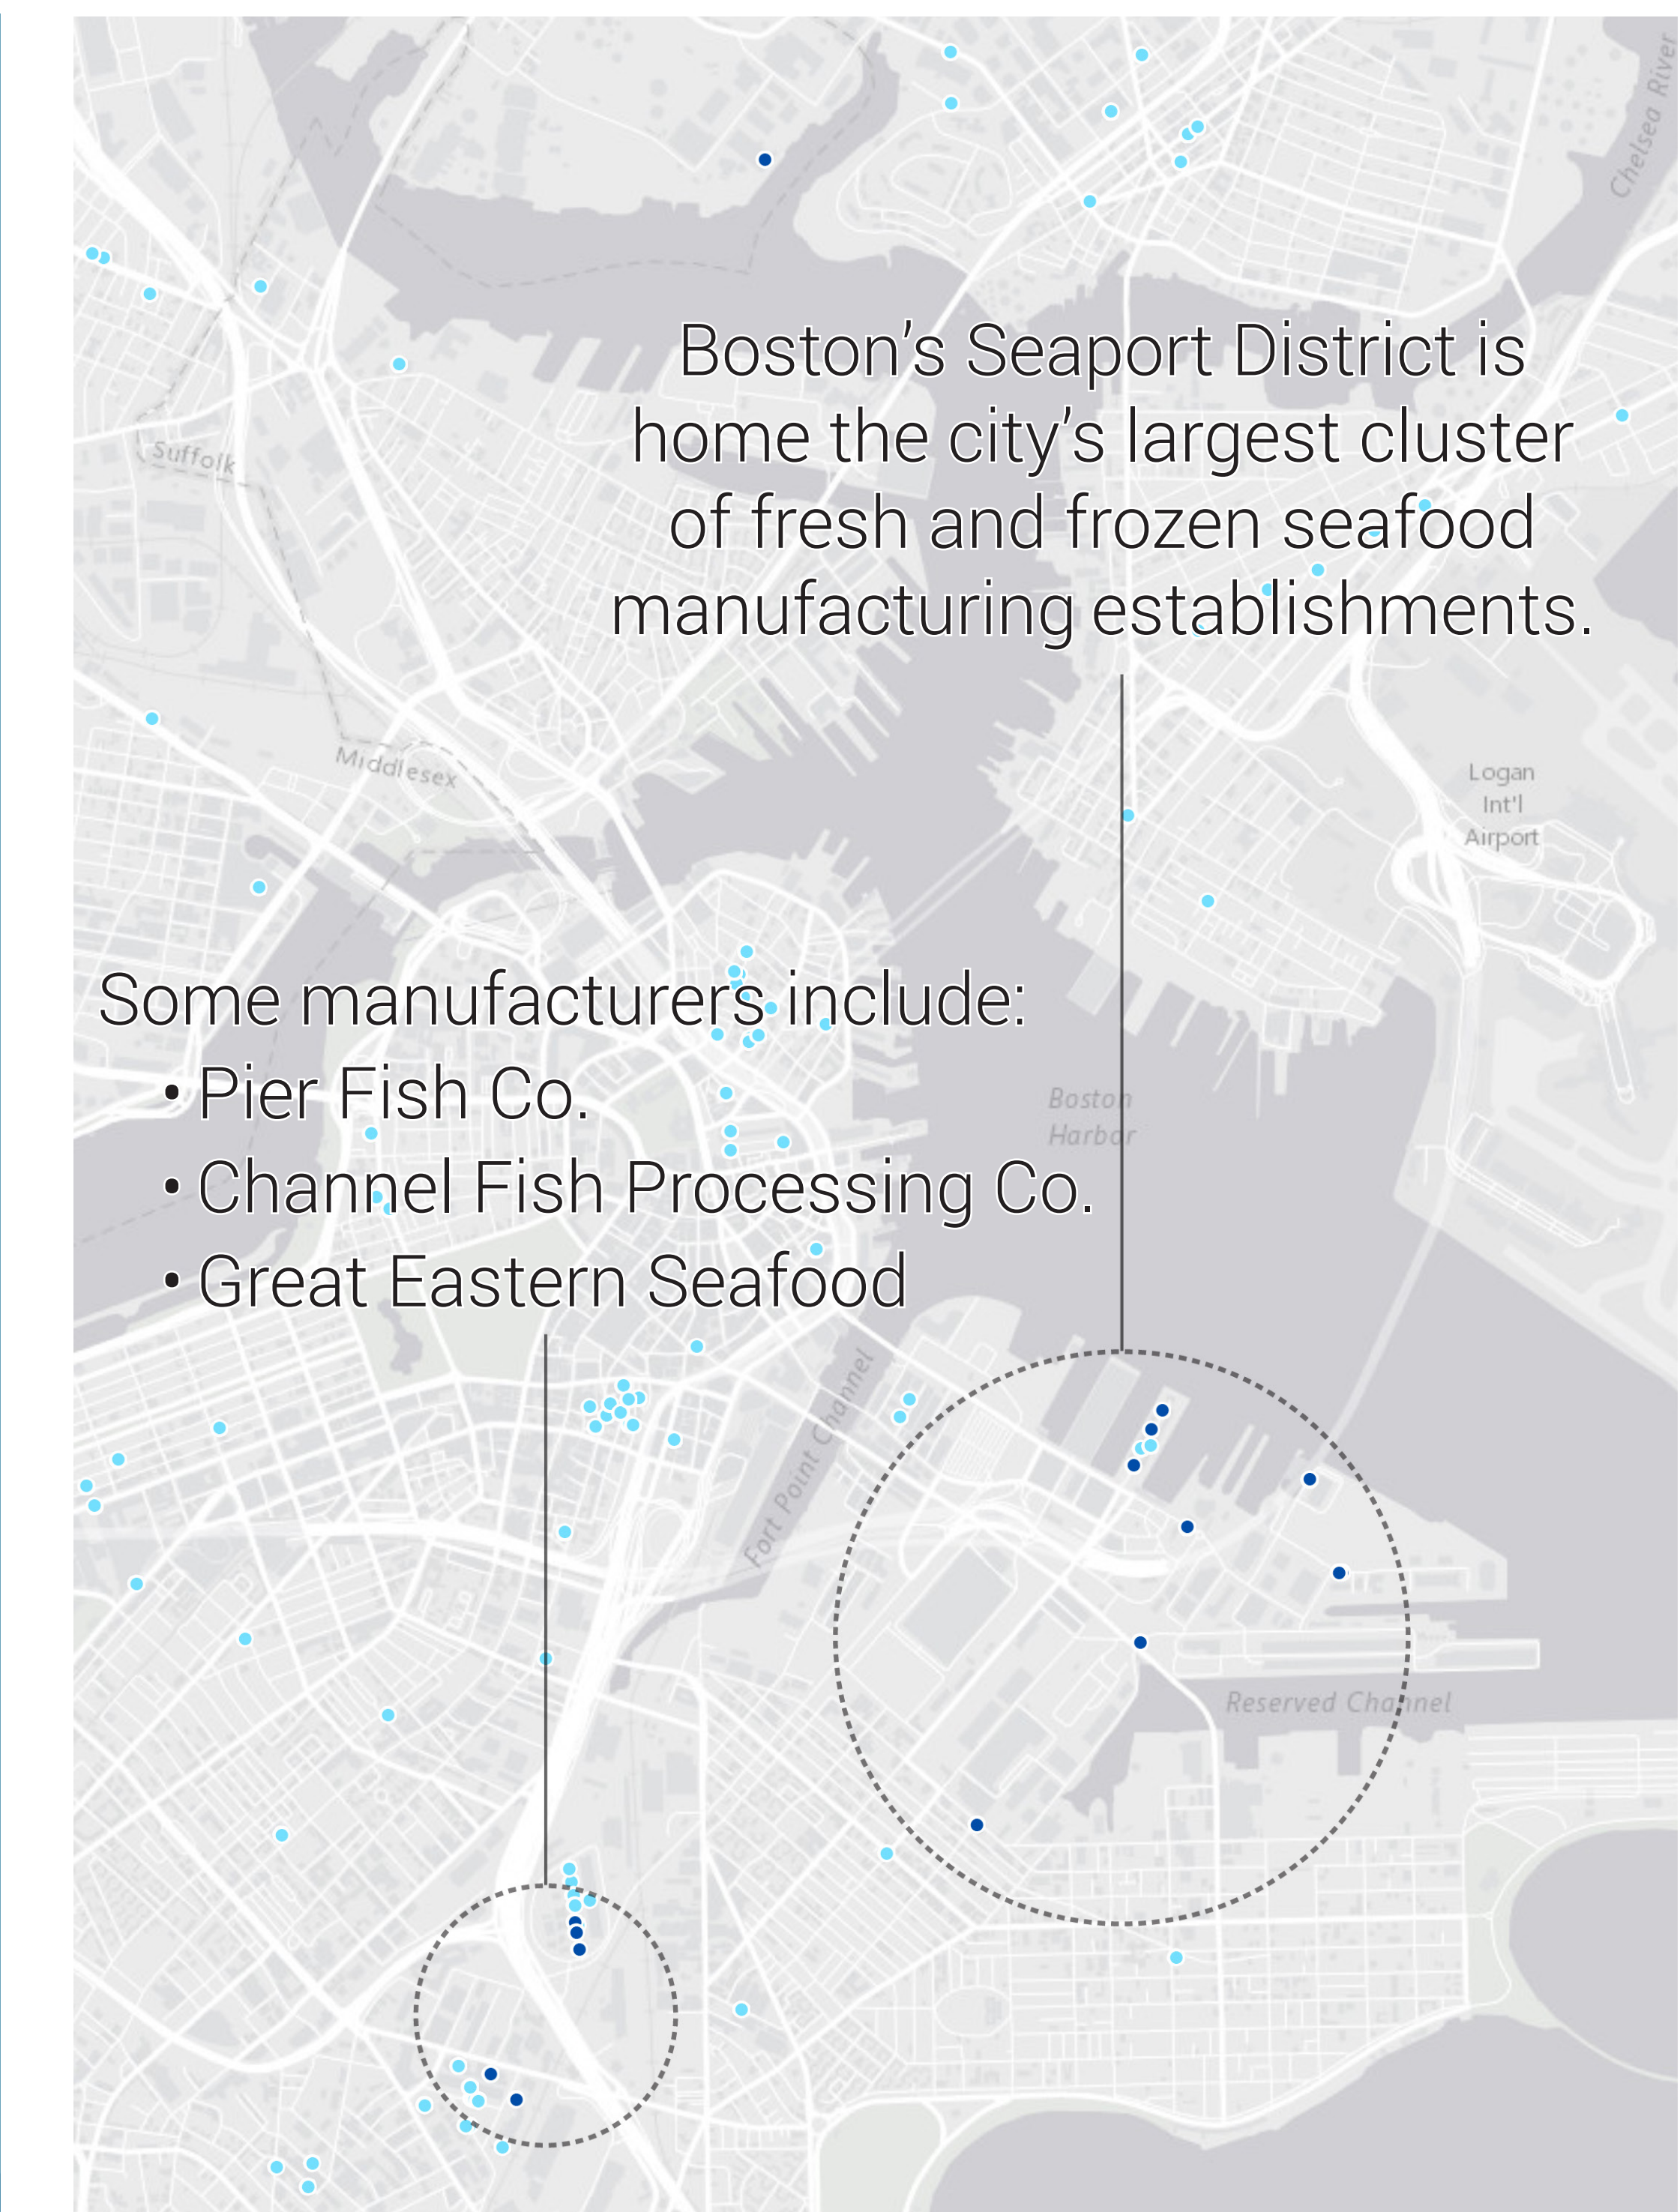 Chelsea River
Boston’s Seaport District is
home the city’s largest cluster
of fresh and frozen seafood
manufacturing establishments.
Suffolk
Middlesex
Logan
Int'l
Airport
Some manufacturers include:
• Pier Fish Co.
• Channel Fish Processing Co.
• Great Eastern Seafood
Boston
Harbor
Fort Point Channel
Reserved Channel